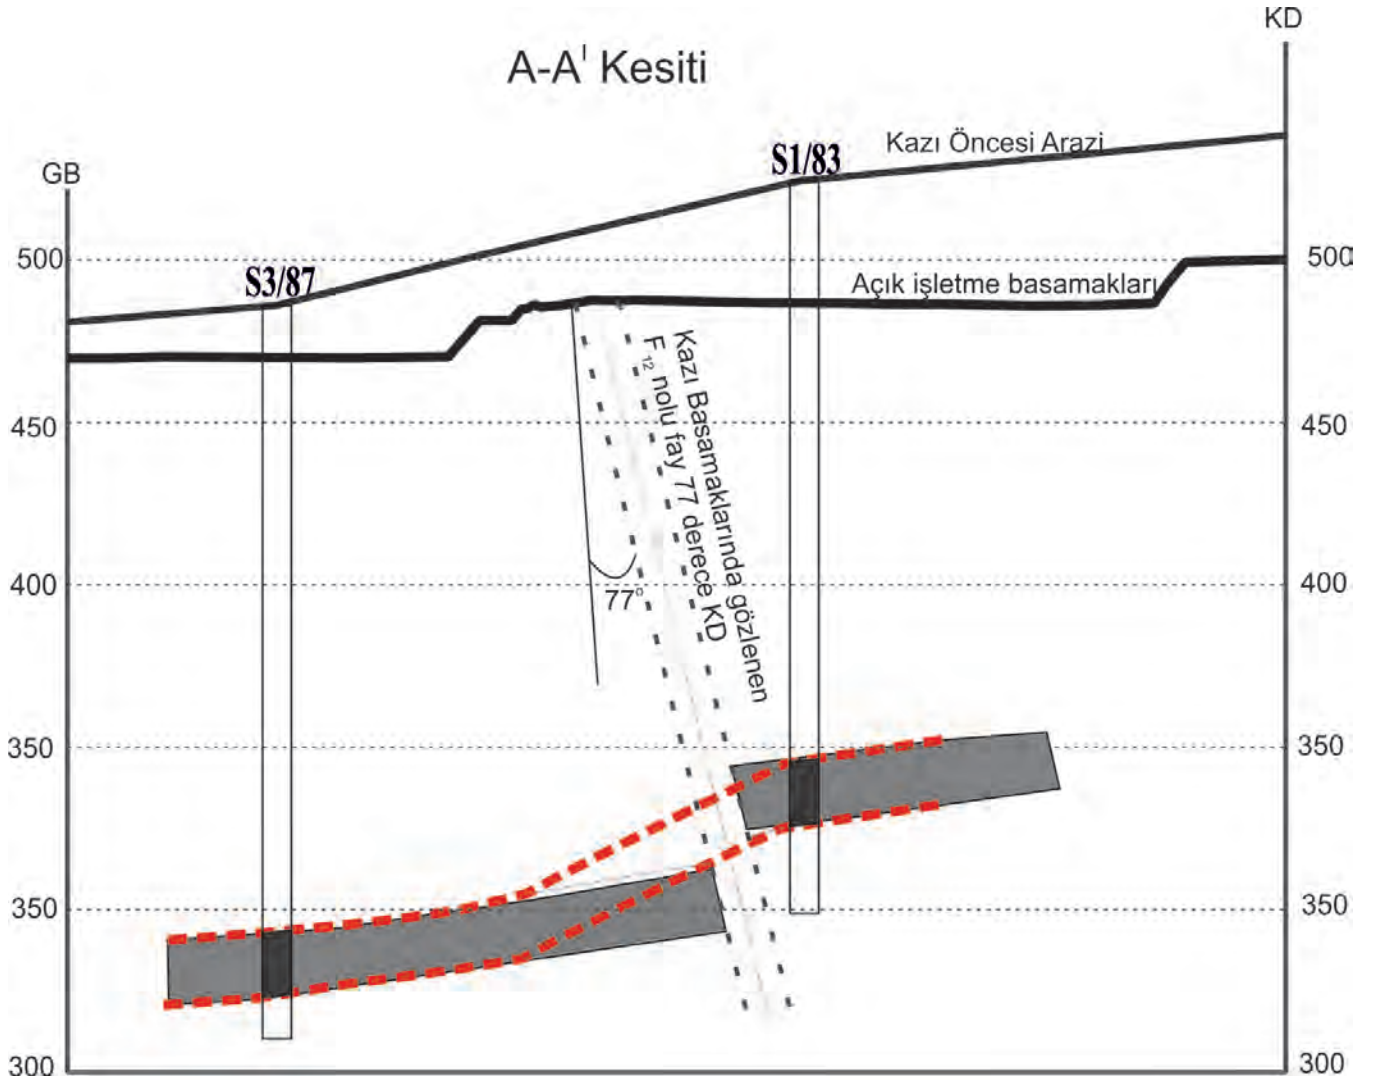 KD
A-A' Kesiti
Kazı Öncesi Arazi
S1/83
GB
500
500
S3/87
Açık işletme basamakları
Kazı Basamaklarında gözlenen
F12 nolu fay 77 derece KD
450
450
400
400
77°
350
350
350
350
300
300